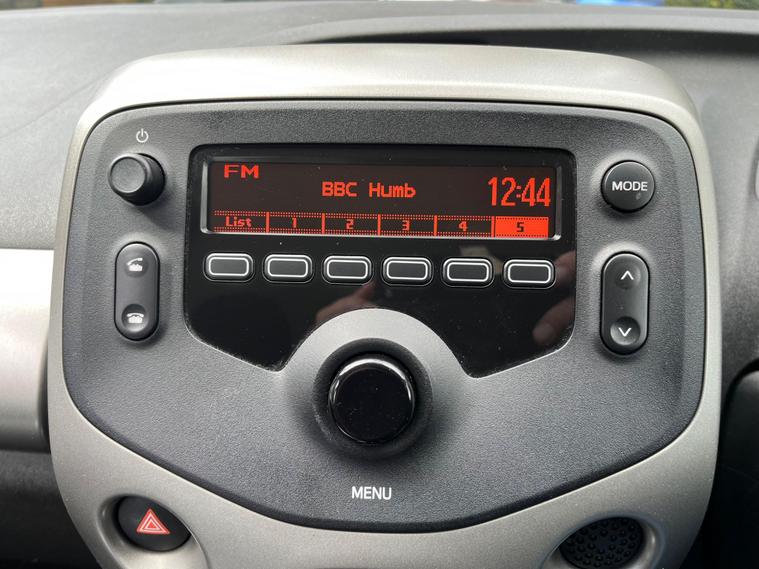 FM
BBC Humb
12:44
List 1 2 3 4 5
MODE
MENU